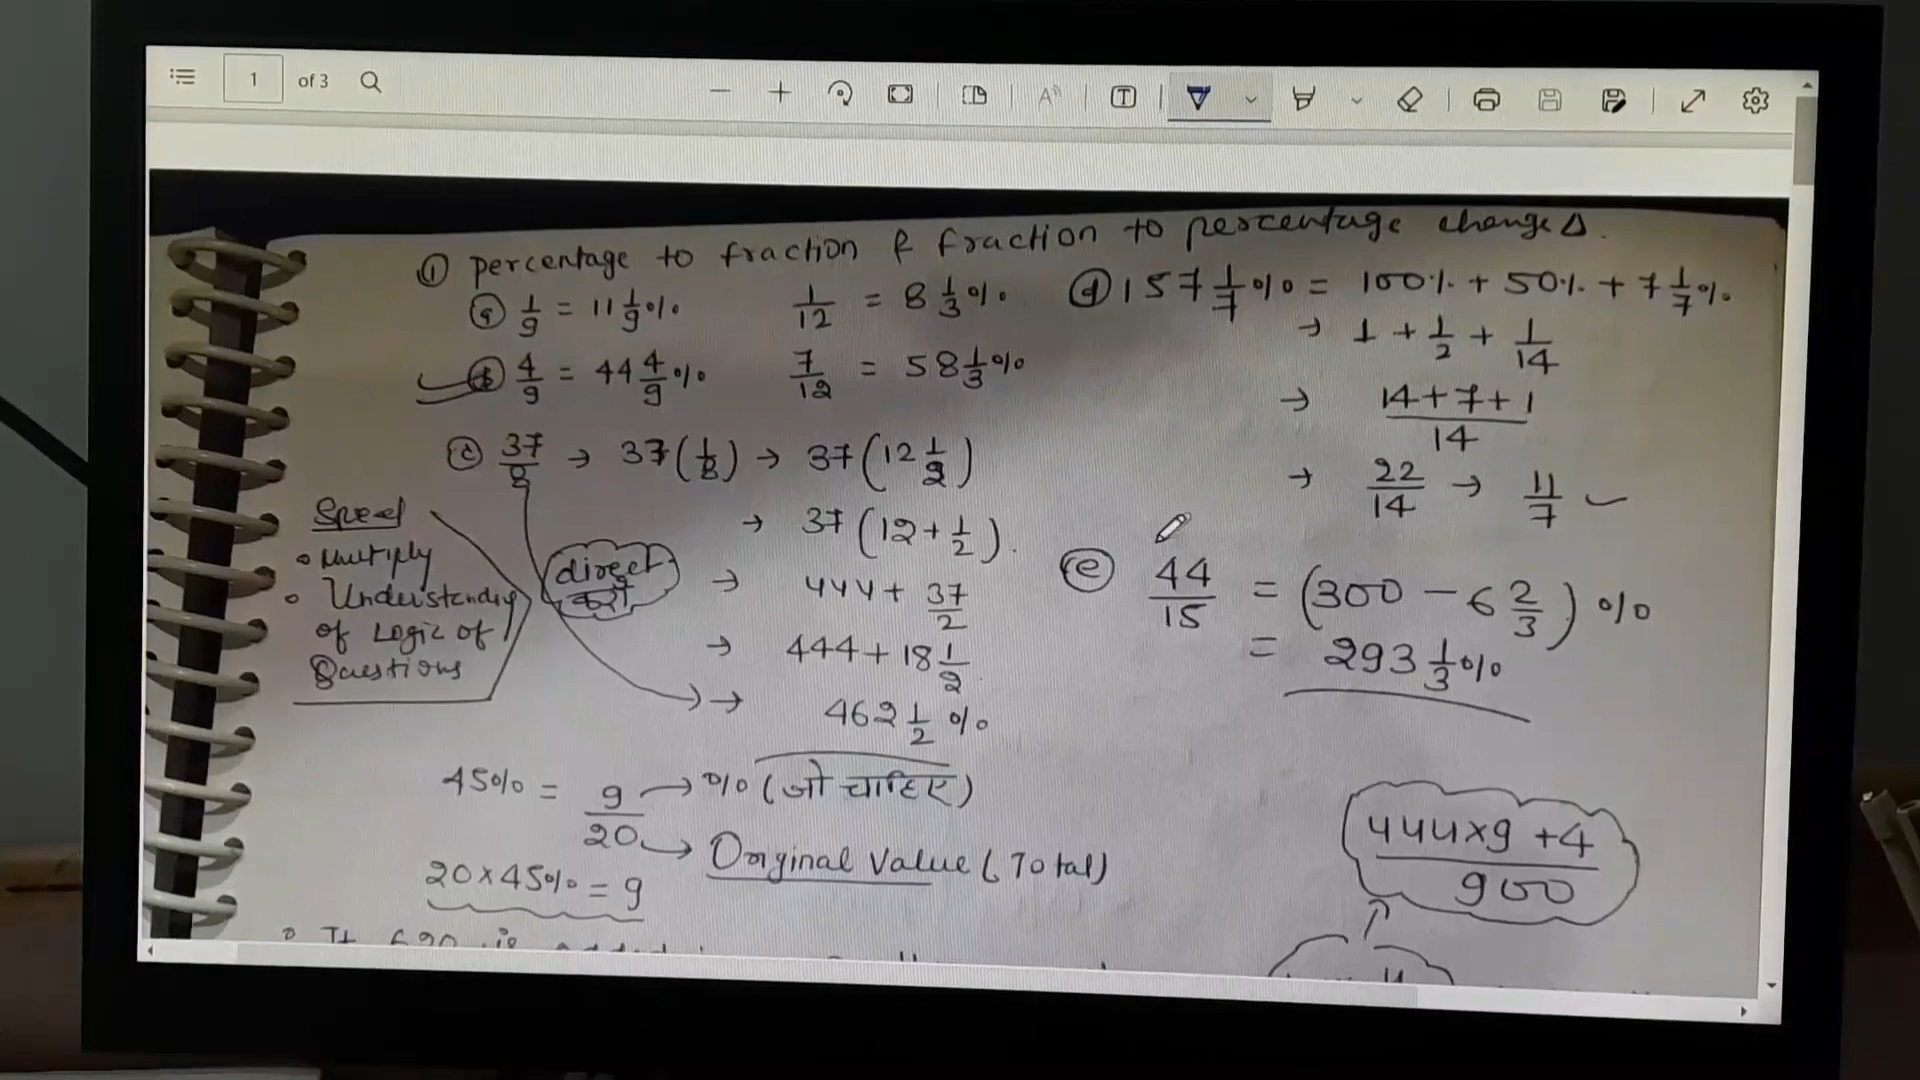 1 of 3
① percentage to fraction & fraction to percentage changes.
ⓐ 1/9 = 11 1/9 %
1/12 = 8 1/3 %
ⓑ 4/9 = 44 4/9 %
7/12 = 58 1/3 %
ⓒ 37/8 → 37(1/8) → 37(12 1/2)
→ 37(12 + 1/2).
→ 444 + 37/2
→ 444 + 18 1/2
→ 462 1/2 %
direct करो
Speed
• Multiply
• Understanding
of Logic of
Questions
ⓓ 157 1/7 % = 100% + 50% + 7 1/7 %
→ 1 + 1/2 + 1/14
→ 14+7+1/14
→ 22/14 → 11/7
ⓔ 44/15 = (300 - 6 2/3) %
= 293 1/3 %
45% = 9/20
→ % (जो चाहिए)
→ Original Value (Total)
20×45% = 9
444×9 +4/900